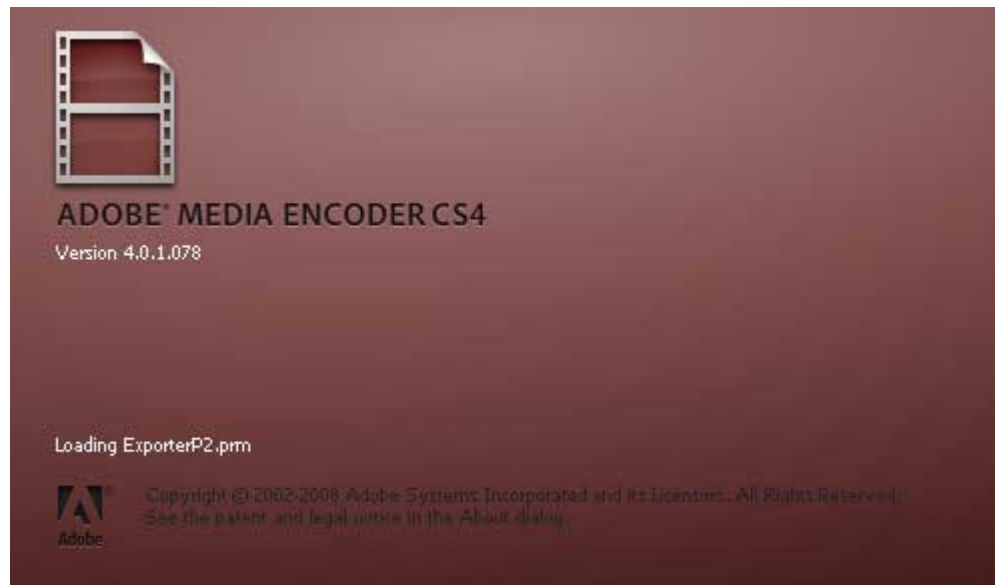 ADOBE® MEDIA ENCODER CS4
Version 4.0.1.078
Loading ExporterP2.prm
Copyright © 2002-2008 Adobe Systems Incorporated and its Licensors. All Rights Reserved.
See the patent and legal notice in the About dialog.
Adobe